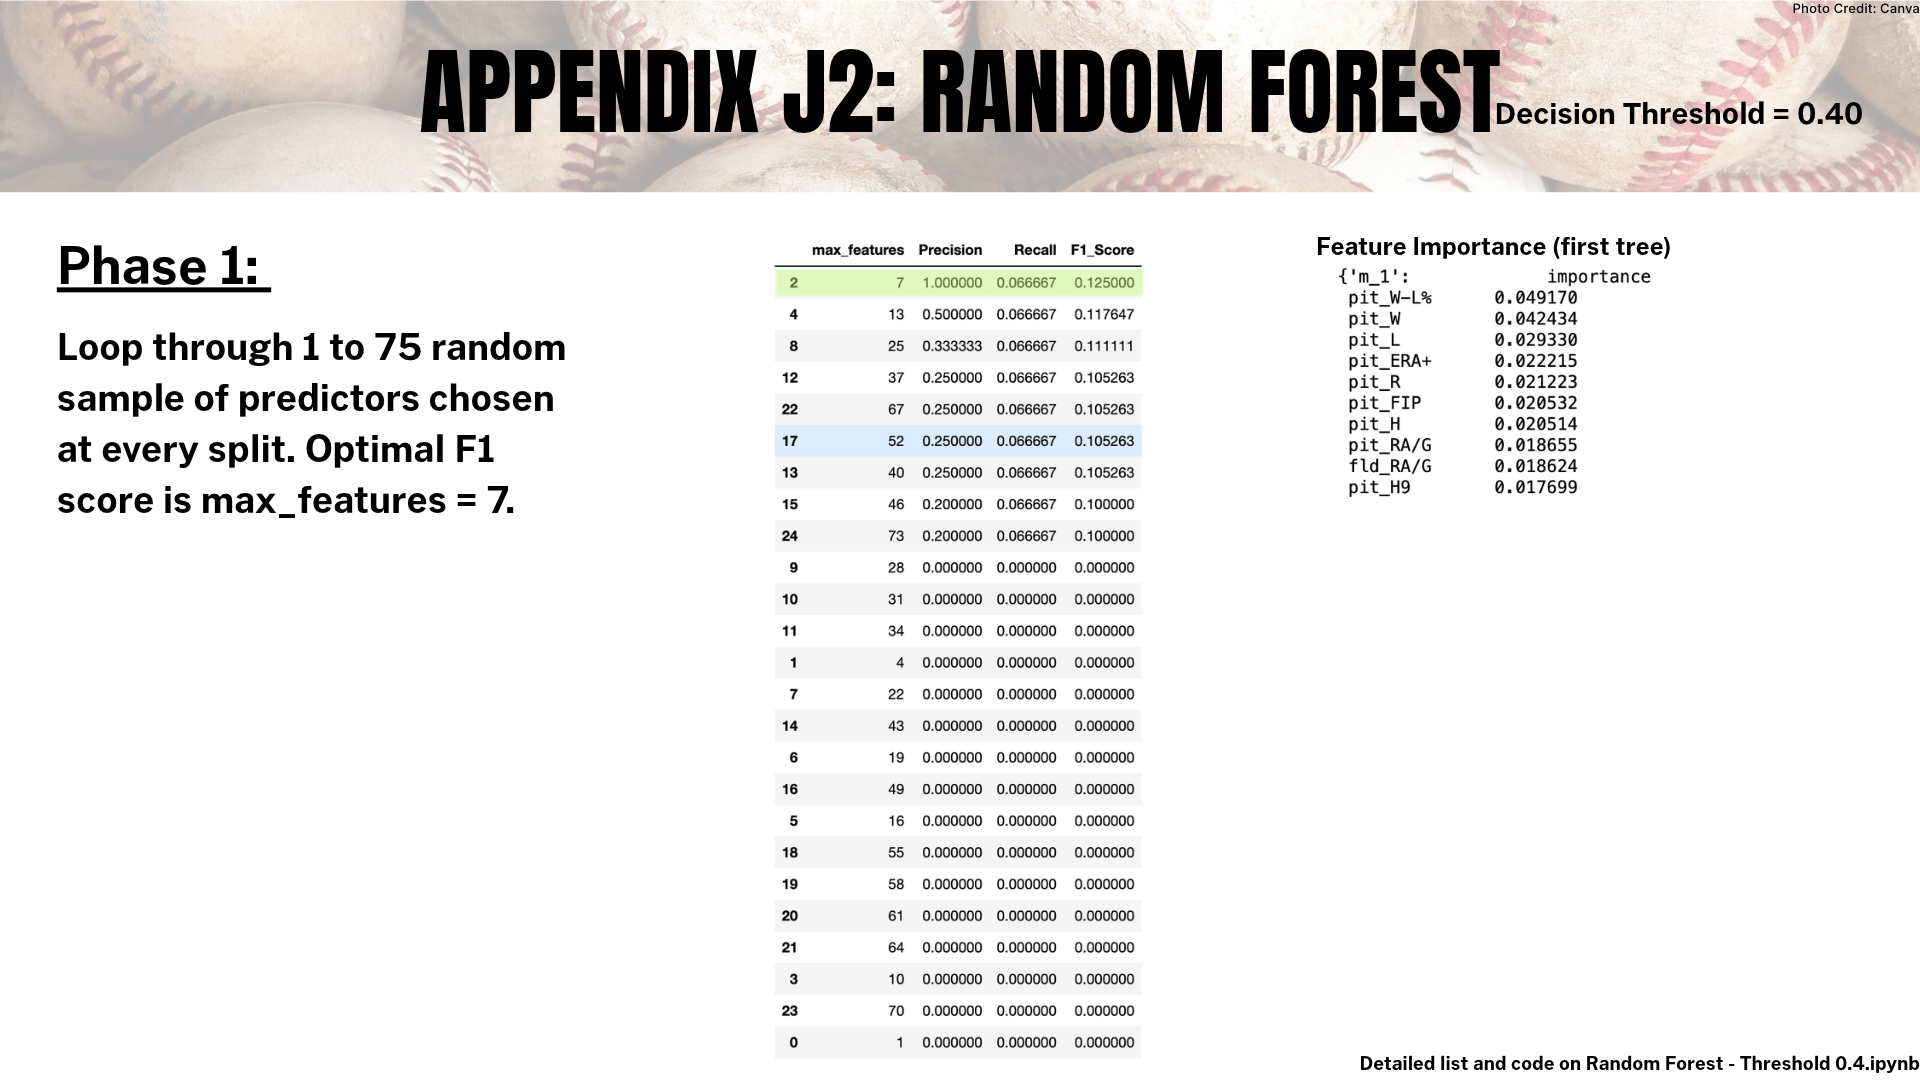 Photo Credit: Canva
APPENDIX J2: RANDOM FOREST
Decision Threshold = 0.40
Phase 1:
Loop through 1 to 75 random
sample of predictors chosen
at every split. Optimal F1
score is max_features = 7.
max_features Precision Recall F1_Score
2 7 1.000000 0.066667 0.125000
4 13 0.500000 0.066667 0.117647
8 25 0.333333 0.066667 0.111111
12 37 0.250000 0.066667 0.105263
22 67 0.250000 0.066667 0.105263
17 52 0.250000 0.066667 0.105263
13 40 0.250000 0.066667 0.105263
15 46 0.200000 0.066667 0.100000
24 73 0.200000 0.066667 0.100000
9 28 0.000000 0.000000 0.000000
10 31 0.000000 0.000000 0.000000
11 34 0.000000 0.000000 0.000000
1 4 0.000000 0.000000 0.000000
7 22 0.000000 0.000000 0.000000
14 43 0.000000 0.000000 0.000000
6 19 0.000000 0.000000 0.000000
16 49 0.000000 0.000000 0.000000
5 16 0.000000 0.000000 0.000000
18 55 0.000000 0.000000 0.000000
19 58 0.000000 0.000000 0.000000
20 61 0.000000 0.000000 0.000000
21 64 0.000000 0.000000 0.000000
3 10 0.000000 0.000000 0.000000
23 70 0.000000 0.000000 0.000000
0 1 0.000000 0.000000 0.000000
Feature Importance (first tree)
{'m_1': importance
pit_W-L% 0.049170
pit_W 0.042434
pit_L 0.029330
pit_ERA+ 0.022215
pit_R 0.021223
pit_FIP 0.020532
pit_H 0.020514
pit_RA/G 0.018655
fld_RA/G 0.018624
pit_H9 0.017699
Detailed list and code on Random Forest - Threshold 0.4.ipynb